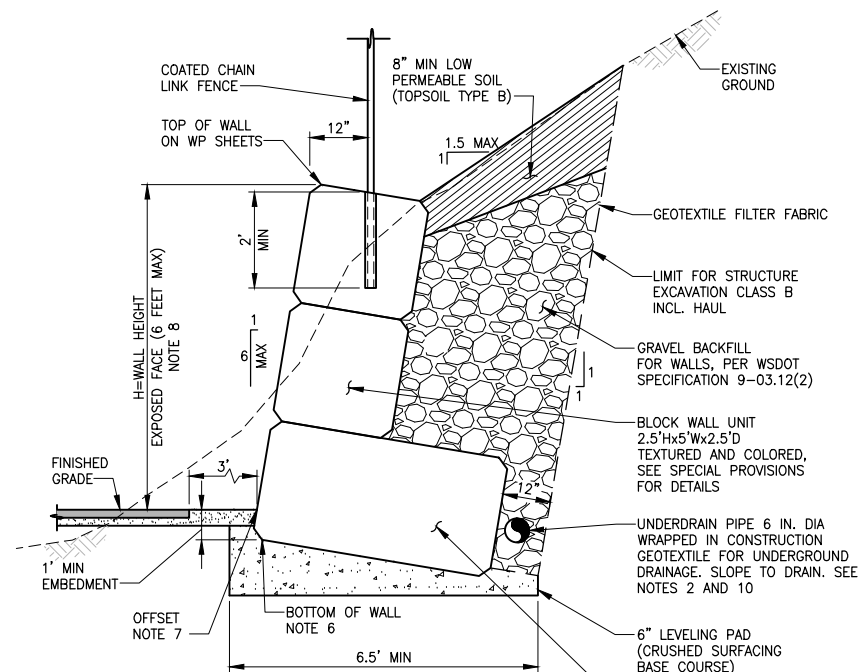 COATED CHAIN
LINK FENCE
8" MIN LOW
PERMEABLE SOIL
(TOPSOIL TYPE B)
EXISTING
GROUND
TOP OF WALL
ON WP SHEETS
12"
1.5 MAX
1
2'
MIN
GEOTEXTILE FILTER FABRIC
LIMIT FOR STRUCTURE
EXCAVATION CLASS B
INCL. HAUL
H=WALL HEIGHT
EXPOSED FACE (6 FEET MAX)
NOTE 8
1
6
MAX
GRAVEL BACKFILL
FOR WALLS, PER WSDOT
SPECIFICATION 9-03.12(2)
1
1
BLOCK WALL UNIT
2.5'Hx5'Wx2.5'D
TEXTURED AND COLORED,
SEE SPECIAL PROVISIONS
FOR DETAILS
FINISHED
GRADE
3'
12"
UNDERDRAIN PIPE 6 IN. DIA
WRAPPED IN CONSTRUCTION
GEOTEXTILE FOR UNDERGROUND
DRAINAGE. SLOPE TO DRAIN. SEE
NOTES 2 AND 10
1' MIN
EMBEDMENT
OFFSET
NOTE 7
BOTTOM OF WALL
NOTE 6
6.5' MIN
6" LEVELING PAD
(CRUSHED SURFACING
BASE COURSE)